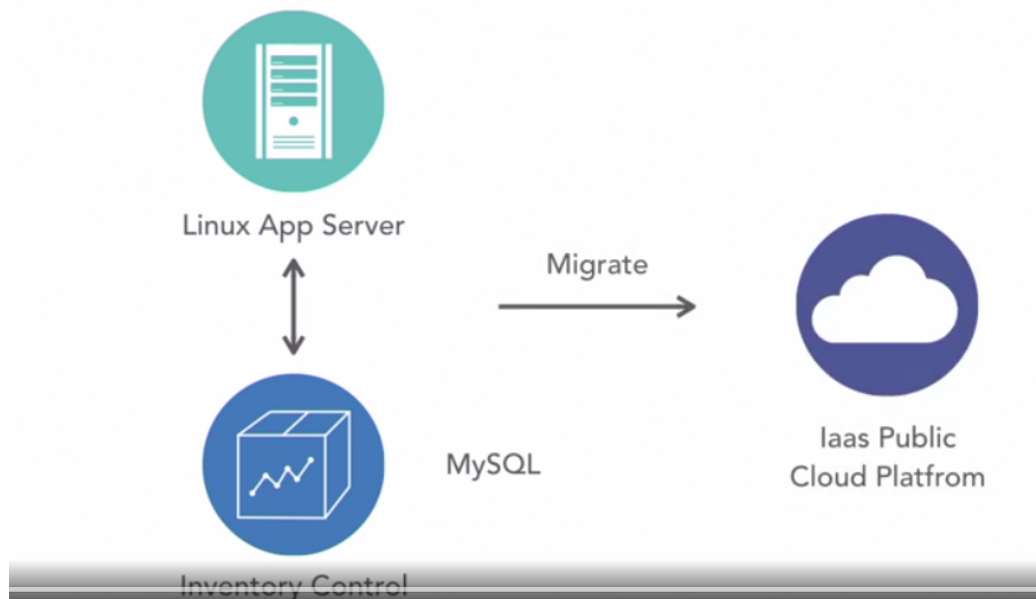 Linux App Server
Migrate
MySQL
Iaas Public
Cloud Platfrom
Inventory Control